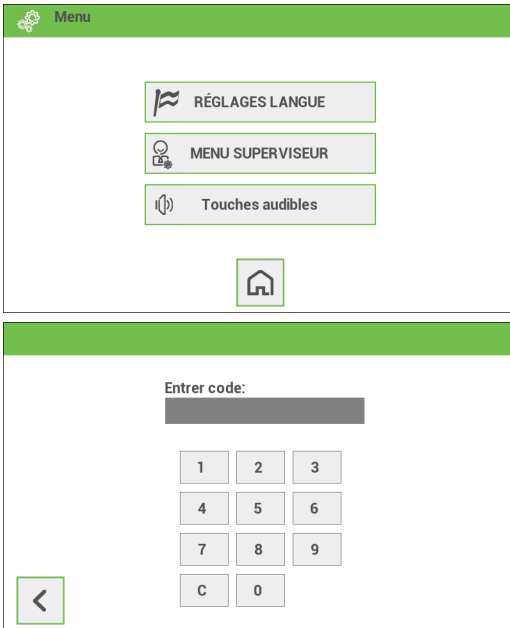 Menu
RÉGLAGES LANGUE
MENU SUPERVISEUR
Touches audibles
Entrer code:
1 2 3
4 5 6
7 8 9
C 0